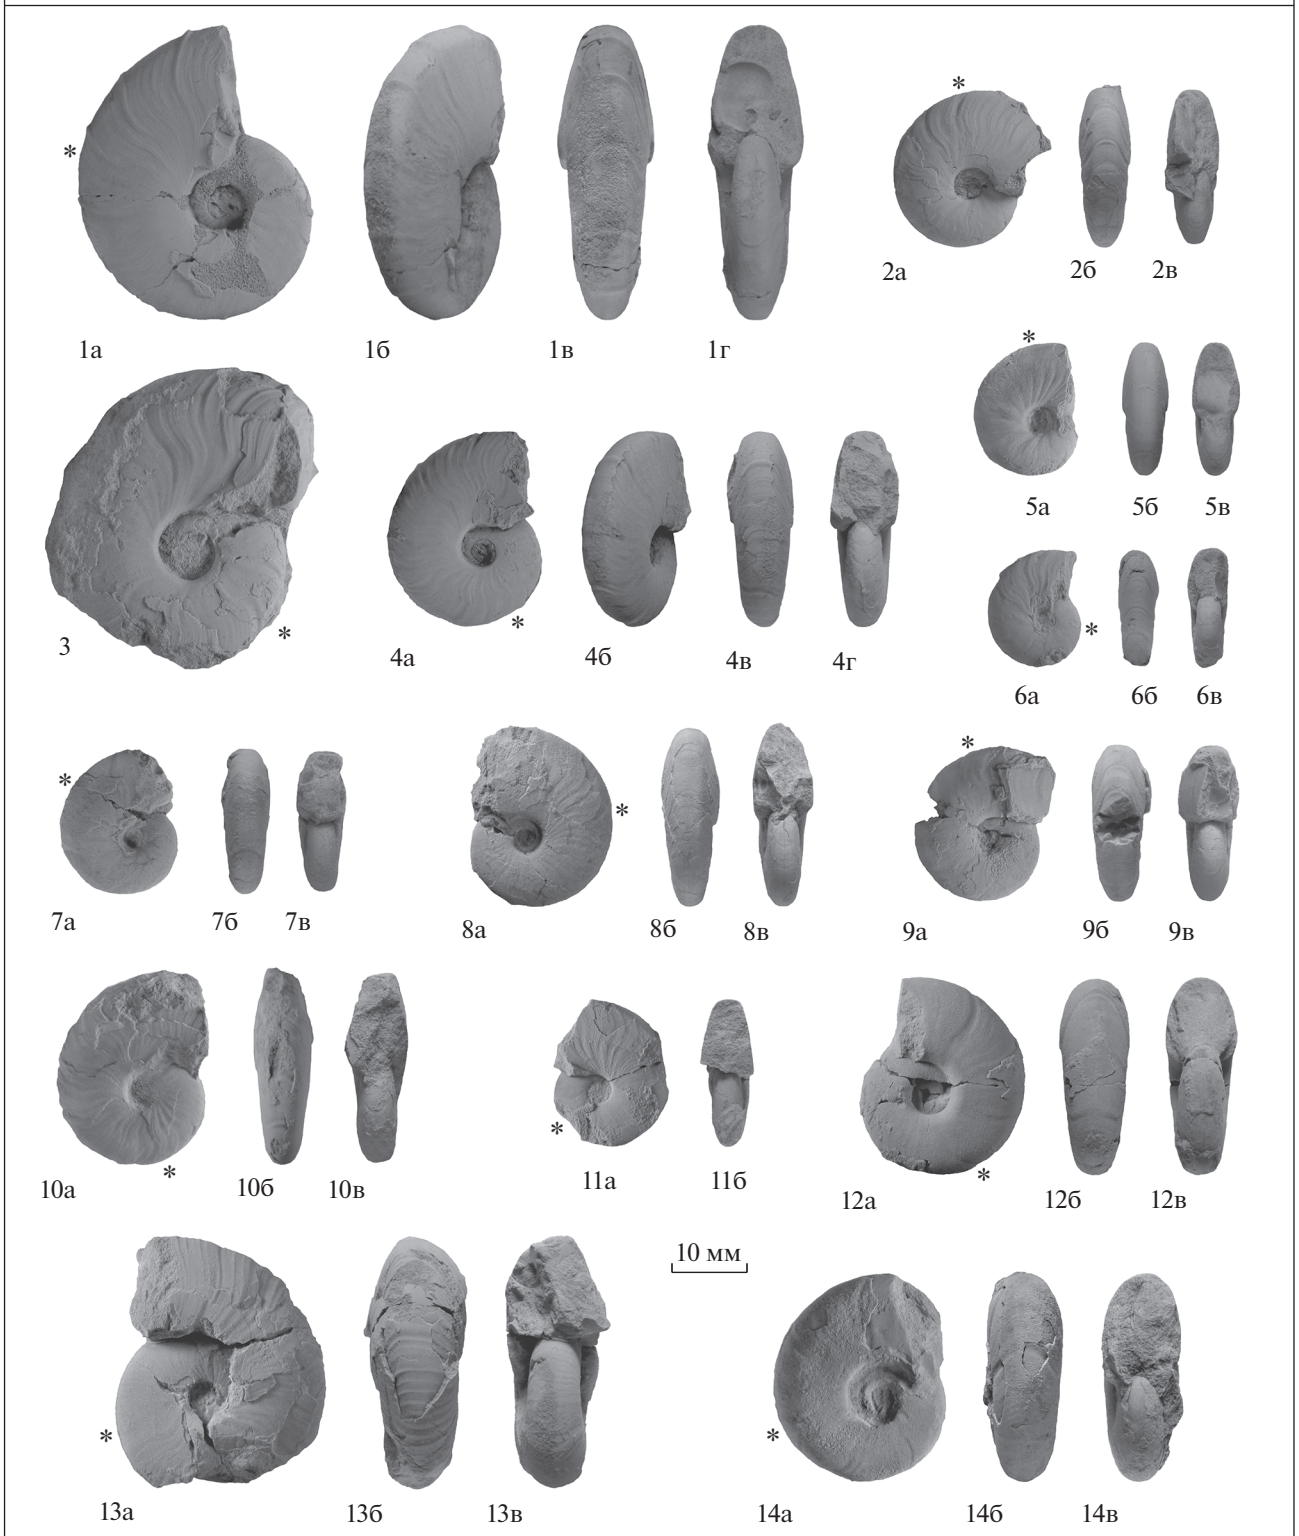 *
*
2а 2б 2в
1а 1б 1в 1г
*
5а 5б 5в
3 *
4а 4б 4в 4г
*
*
6а 6б 6в
*
*
*
7а 7б 7в
8а 8б 8в
9а 9б 9в
*
10а 10б 10в
*
11а 11б
*
12а 12б 12в
10 мм
*
13а 13б 13в
*
14а 14б 14в